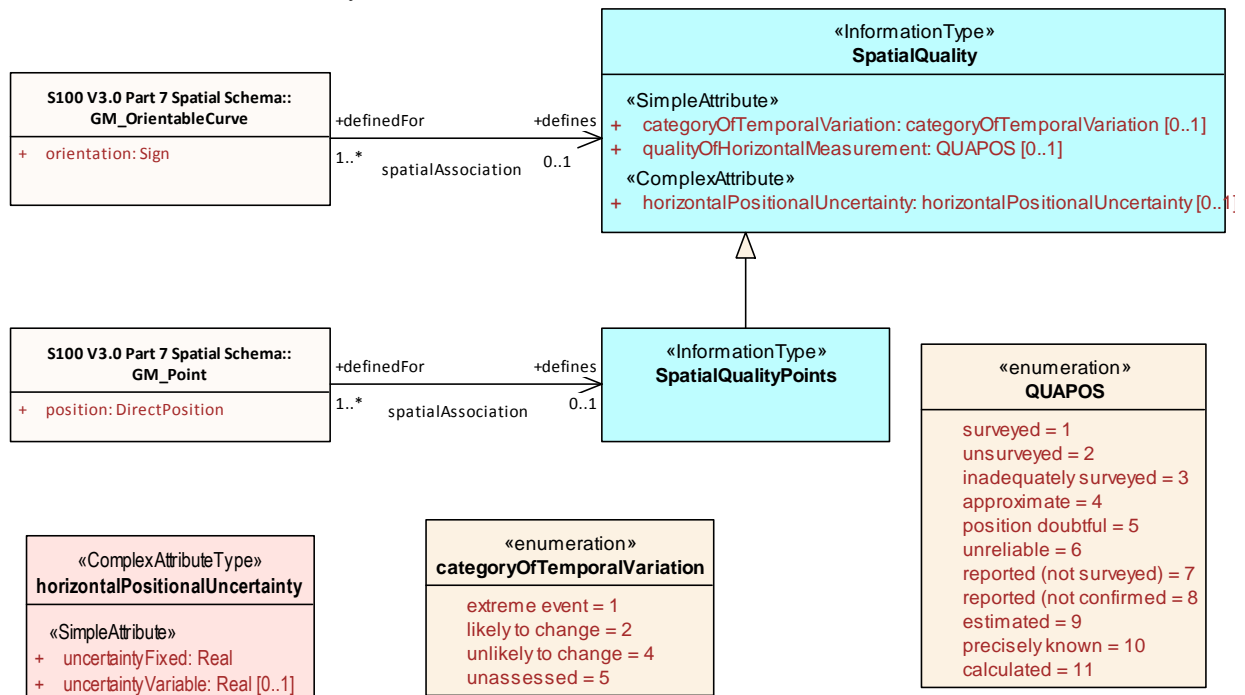 «InformationType»
SpatialQuality
«SimpleAttribute»
+ categoryOfTemporalVariation: categoryOfTemporalVariation [0..1]
+ qualityOfHorizontalMeasurement: QUAPOS [0..1]
«ComplexAttribute»
+ horizontalPositionalUncertainty: horizontalPositionalUncertainty [0..1]
S100 V3.0 Part 7 Spatial Schema::
GM_OrientableCurve
+ orientation: Sign
+definedFor +defines
1..* spatialAssociation 0..1
S100 V3.0 Part 7 Spatial Schema::
GM_Point
+ position: DirectPosition
+definedFor +defines
1..* spatialAssociation 0..1
«InformationType»
SpatialQualityPoints
«enumeration»
QUAPOS
surveyed = 1
unsurveyed = 2
inadequately surveyed = 3
approximate = 4
position doubtful = 5
unreliable = 6
reported (not surveyed) = 7
reported (not confirmed = 8
estimated = 9
precisely known = 10
calculated = 11
«ComplexAttributeType»
horizontalPositionalUncertainty
«SimpleAttribute»
+ uncertaintyFixed: Real
+ uncertaintyVariable: Real [0..1]
«enumeration»
categoryOfTemporalVariation
extreme event = 1
likely to change = 2
unlikely to change = 4
unassessed = 5